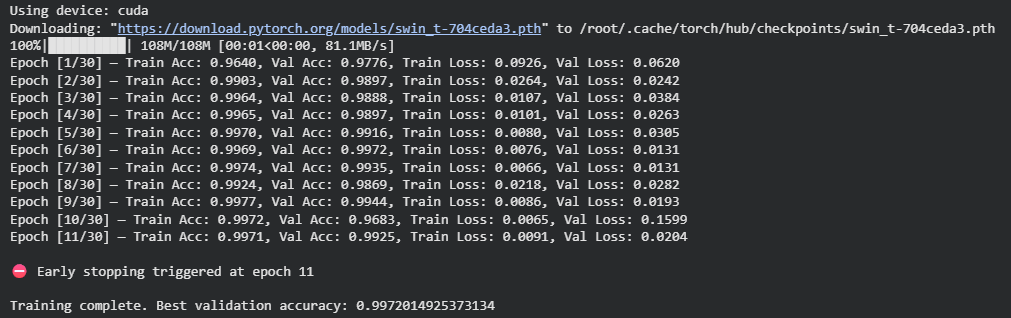 Using device: cuda
Downloading: "https://download.pytorch.org/models/swin_t-704ceda3.pth" to /root/.cache/torch/hub/checkpoints/swin_t-704ceda3.pth
100%|██████████| 108M/108M [00:01<00:00, 81.1MB/s]
Epoch [1/30] — Train Acc: 0.9640, Val Acc: 0.9776, Train Loss: 0.0926, Val Loss: 0.0620
Epoch [2/30] — Train Acc: 0.9903, Val Acc: 0.9897, Train Loss: 0.0264, Val Loss: 0.0242
Epoch [3/30] — Train Acc: 0.9964, Val Acc: 0.9888, Train Loss: 0.0107, Val Loss: 0.0384
Epoch [4/30] — Train Acc: 0.9965, Val Acc: 0.9897, Train Loss: 0.0101, Val Loss: 0.0263
Epoch [5/30] — Train Acc: 0.9970, Val Acc: 0.9916, Train Loss: 0.0080, Val Loss: 0.0305
Epoch [6/30] — Train Acc: 0.9969, Val Acc: 0.9972, Train Loss: 0.0076, Val Loss: 0.0131
Epoch [7/30] — Train Acc: 0.9974, Val Acc: 0.9935, Train Loss: 0.0066, Val Loss: 0.0131
Epoch [8/30] — Train Acc: 0.9924, Val Acc: 0.9869, Train Loss: 0.0218, Val Loss: 0.0282
Epoch [9/30] — Train Acc: 0.9977, Val Acc: 0.9944, Train Loss: 0.0086, Val Loss: 0.0193
Epoch [10/30] — Train Acc: 0.9972, Val Acc: 0.9683, Train Loss: 0.0065, Val Loss: 0.1599
Epoch [11/30] — Train Acc: 0.9971, Val Acc: 0.9925, Train Loss: 0.0091, Val Loss: 0.0204
⛔ Early stopping triggered at epoch 11
Training complete. Best validation accuracy: 0.9972014925373134